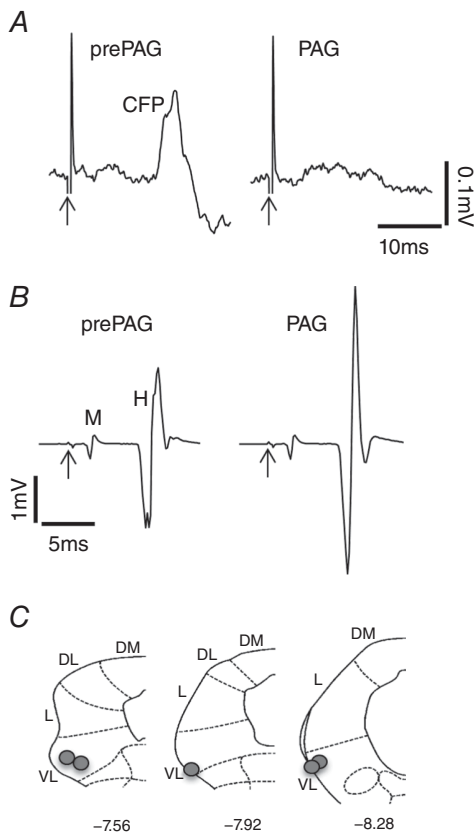 A
prePAG
PAG
CFP
0.1mV
10ms
B
prePAG
PAG
M
H
1mV
5ms
C
DM
DL
L
VL
−7.56
DM
DL
L
VL
−7.92
DM
L
VL
−8.28